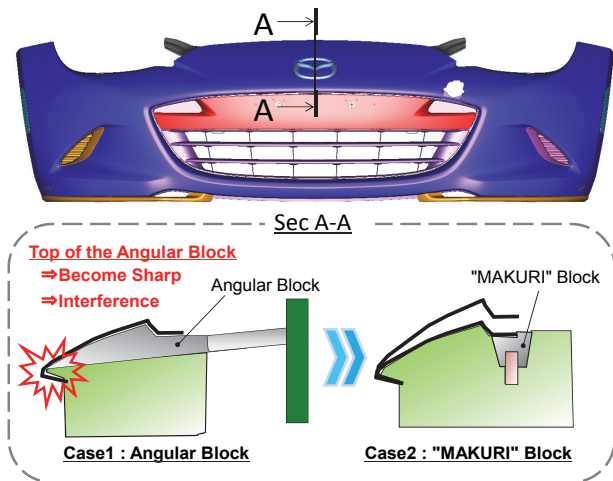 A
A
Sec A-A
Top of the Angular Block
⇒Become Sharp
⇒Interference
Angular Block
"MAKURI" Block
Case1 : Angular Block
Case2 : "MAKURI" Block